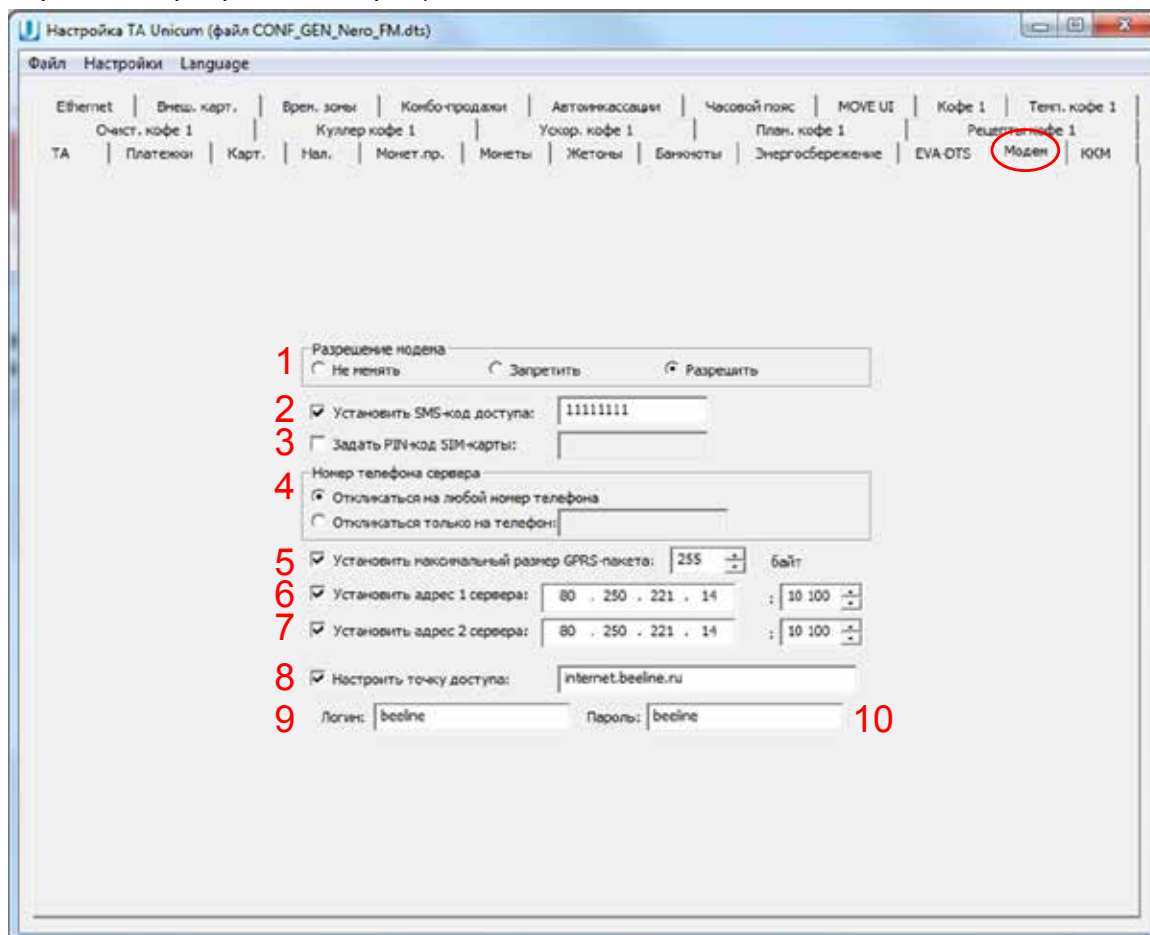 Настройка TA Unicum (файл CONF_GEN_Nero_FM.dts)
Файл Настройки Language
Ethernet Внеш. карт. Врем. зоны Комбо-продажи Автоинкассации Часовой пояс MOVE UI Кофе 1 Темп. кофе 1
Очист. кофе 1 Куллер кофе 1 Ускор. кофе 1 План. кофе 1 Рецепты кофе 1
TA Платежки Карт. Нал. Монет.пр. Монеты Жетоны Банкноты Энергосбережение EVA-DTS Модем ККМ
1 Разрешение модема
Не менять Запретить Разрешить
2 Установить SMS-код доступа: 11111111
3 Задать PIN-код SIM-карты:
4 Номер телефона сервера
Откликаться на любой номер телефона
Откликаться только на телефон:
5 Установить максимальный размер GPRS-пакета: 255 байт
6 Установить адрес 1 сервера: 80 . 250 . 221 . 14 : 10 100
7 Установить адрес 2 сервера: 80 . 250 . 221 . 14 : 10 100
8 Настроить точку доступа: internet.beeline.ru
9 Логин: beeline Пароль: beeline 10